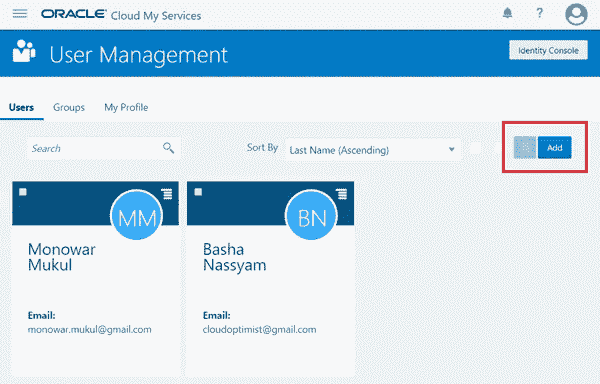 ORACLE Cloud My Services
User Management
Identity Console
Users Groups My Profile
Search
Sort By Last Name (Ascending)
Add
MM
BN
Monowar
Mukul
Basha
Nassyam
Email:
monowar.mukul@gmail.com
Email:
cloudoptimist@gmail.com